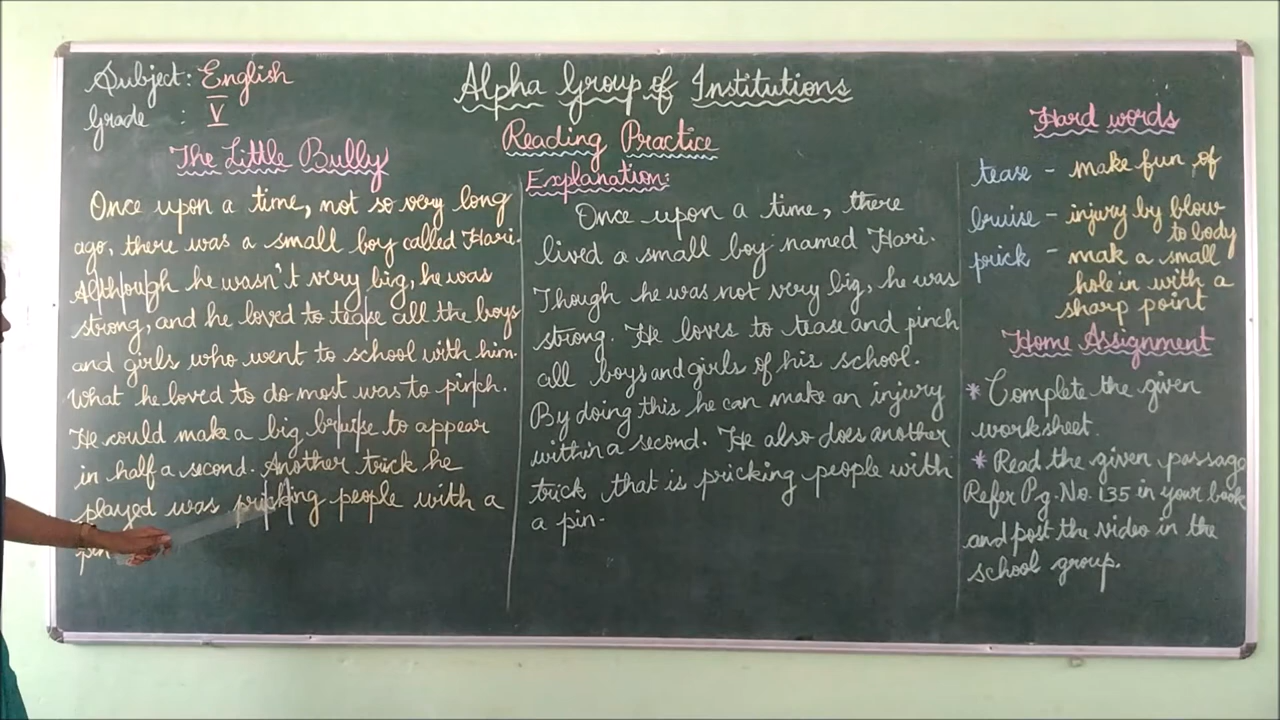 Subject: English
Grade : V
Alpha Group of Institutions
Reading Practice
The Little Bully
Once upon a time, not so very long
ago, there was a small boy called Hari.
Although he wasn't very big, he was
strong, and he loved to tease all the boys
and girls who went to school with him.
What he loved to do most was to pinch.
He could make a big bruise to appear
in half a second. Another trick he
played was pricking people with a
pin
Explanation:
Once upon a time, there
lived a small boy named Hari.
Though he was not very big, he was
strong. He loves to tease and pinch
all boys and girls of his school.
By doing this he can make an injury
within a second. He also does another
trick that is pricking people with
a pin.
Hard words
tease - make fun of
bruise - injury by blow
to body
prick - make a small
hole in with a
sharp point
Home Assignment
* Complete the given
worksheet.
* Read the given passage
Refer Pg. No. 135 in your book
and post the video in the
school group.